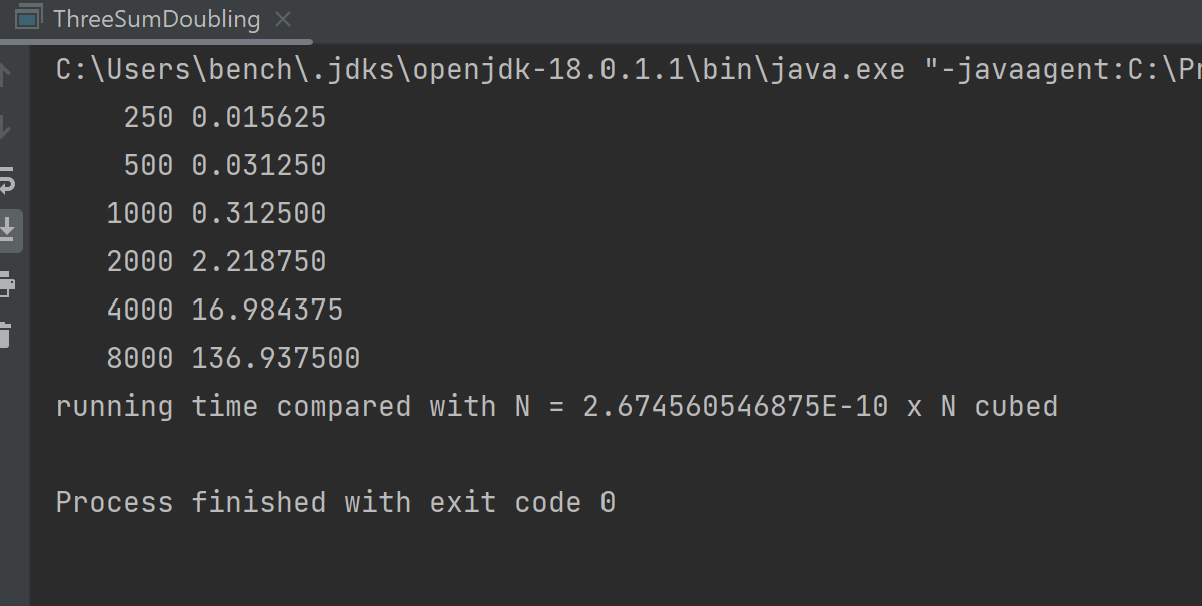 ThreeSumDoubling
C:\Users\bench\.jdks\openjdk-18.0.1.1\bin\java.exe "-javaagent:C:\Pr
250 0.015625
500 0.031250
1000 0.312500
2000 2.218750
4000 16.984375
8000 136.937500
running time compared with N = 2.674560546875E-10 x N cubed
Process finished with exit code 0